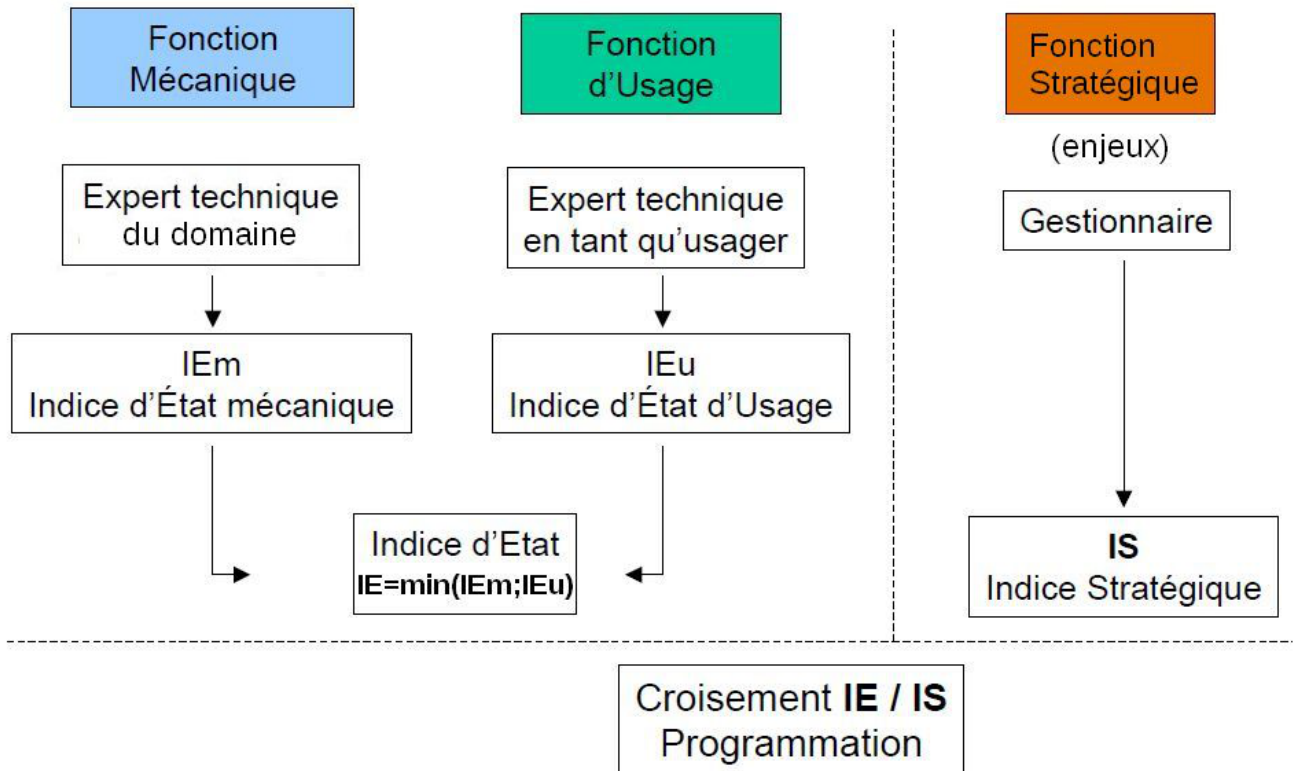 Fonction
Mécanique
Fonction
d’Usage
Fonction
Stratégique
(enjeux)
Expert technique
du domaine
Expert technique
en tant qu’usager
Gestionnaire
IEm
Indice d’État mécanique
IEu
Indice d’État d’Usage
Indice d’Etat
IE=min(IEm;IEu)
IS
Indice Stratégique
Croisement IE / IS
Programmation